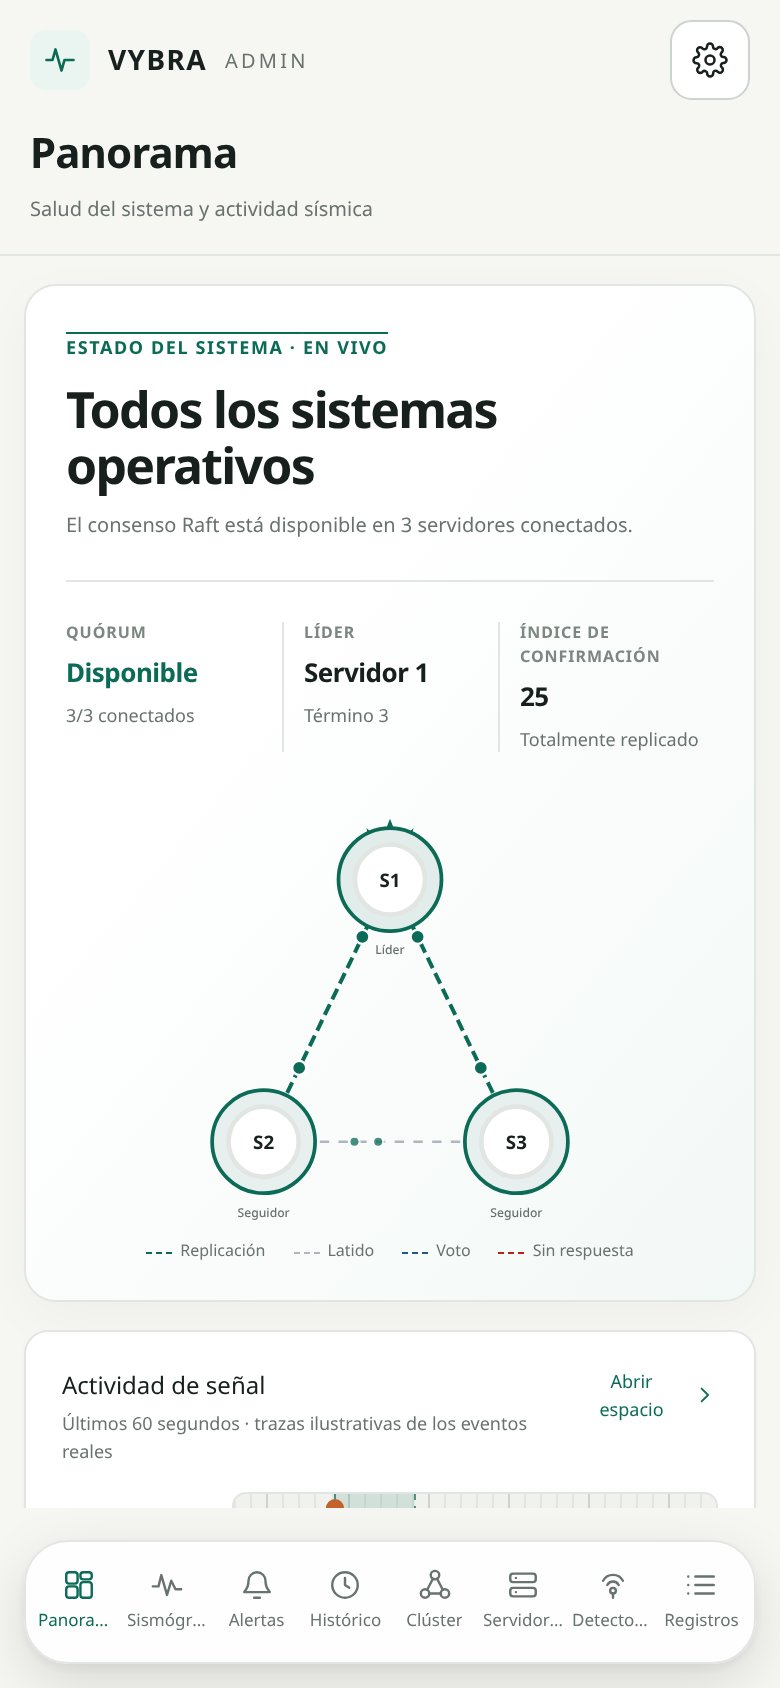 VYBRA ADMIN
Panorama
Salud del sistema y actividad sísmica
ESTADO DEL SISTEMA · EN VIVO
Todos los sistemas
operativos
El consenso Raft está disponible en 3 servidores conectados.
QUÓRUM
Disponible
3/3 conectados
LÍDER
Servidor 1
Término 3
ÍNDICE DE
CONFIRMACIÓN
25
Totalmente replicado
S1
Líder
S2
S3
Seguidor
Seguidor
Replicación
Latido
Voto
Sin respuesta
Actividad de señal
Últimos 60 segundos · trazas ilustrativas de los eventos
reales
Abrir
espacio
Panora...
Sismógr...
Alertas
Histórico
Clúster
Servidor...
Detecto...
Registros